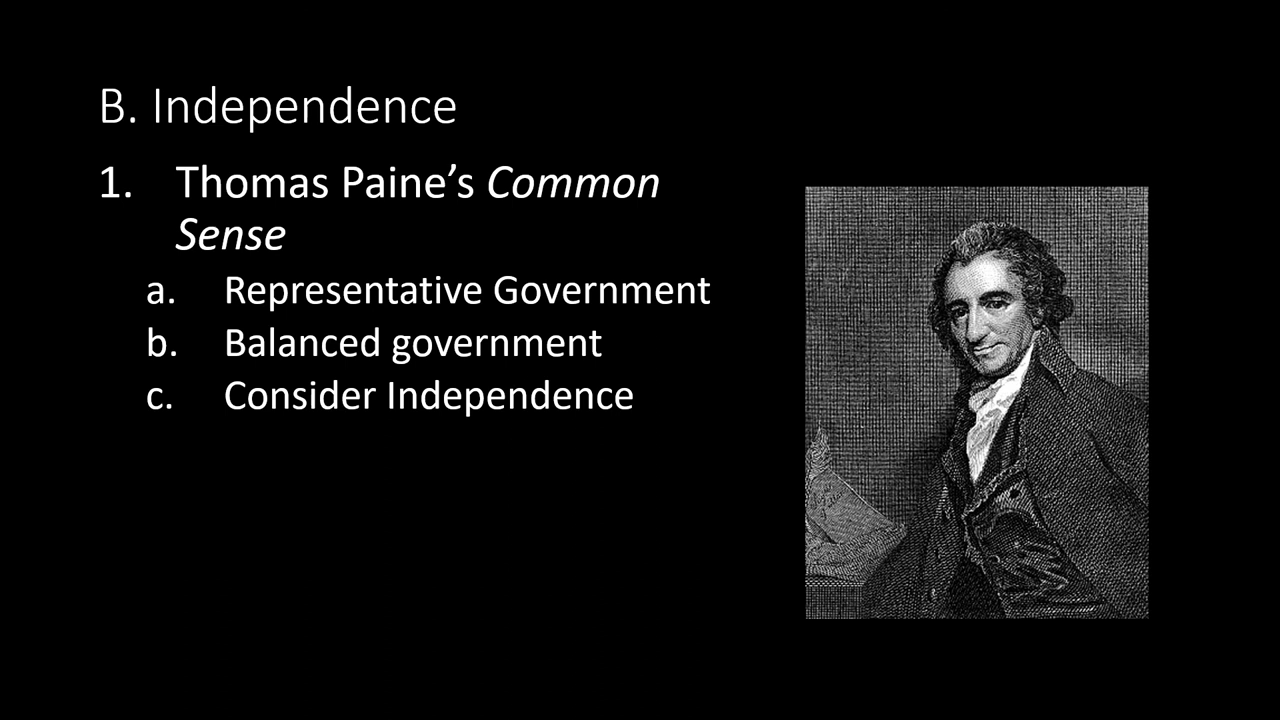 B. Independence
1. Thomas Paine’s Common
Sense
a. Representative Government
b. Balanced government
c. Consider Independence